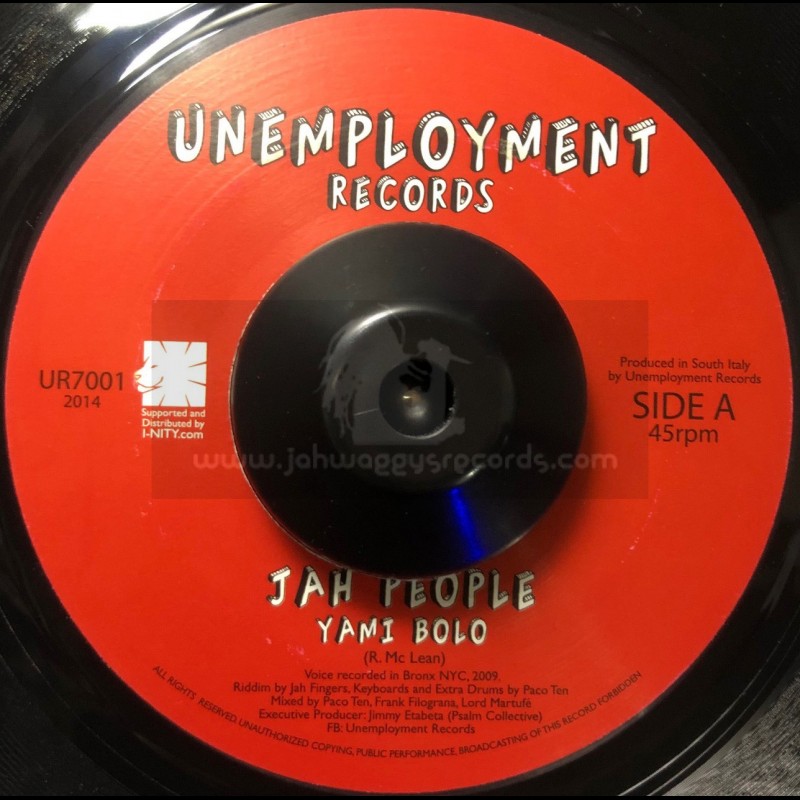 UNEMPLOYMENT
RECORDS
UR7001
2014
Supported and
Distributed by
I-NITY.com
Produced in South Italy
by Unemployment Records
SIDE A
45rpm
www.jahwaggysrecords.com
JAH PEOPLE
YAMI BOLO
(R. Mc Lean)
Voice recorded in Bronx NYC, 2009.
Riddim by Jah Fingers, Keyboards and Extra Drums by Paco Ten
Mixed by Paco Ten, Frank Filograna, Lord Martufè
Executive Producer: Jimmy Etabeta (Psalm Collective)
FB: Unemployment Records
ALL RIGHTS RESERVED. UNAUTHORIZED COPYING, PUBLIC PERFORMANCE, BROADCASTING OF THIS RECORD FORBIDDEN